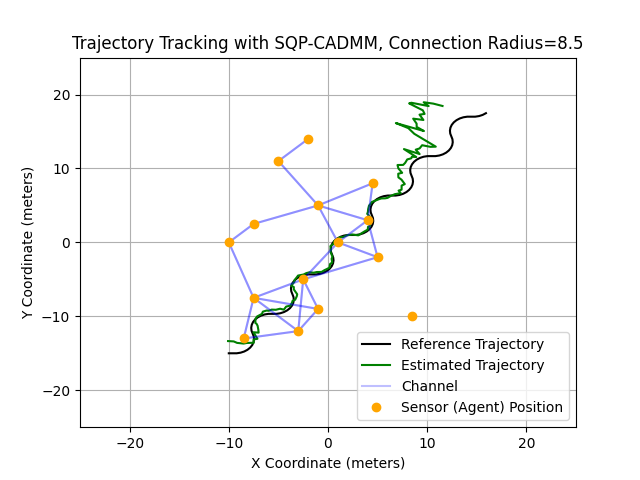 Trajectory Tracking with SQP-CADMM, Connection Radius=8.5
Y Coordinate (meters)
20
10
0
−10
−20
−20
−10
0
10
20
X Coordinate (meters)
Reference Trajectory
Estimated Trajectory
Channel
Sensor (Agent) Position